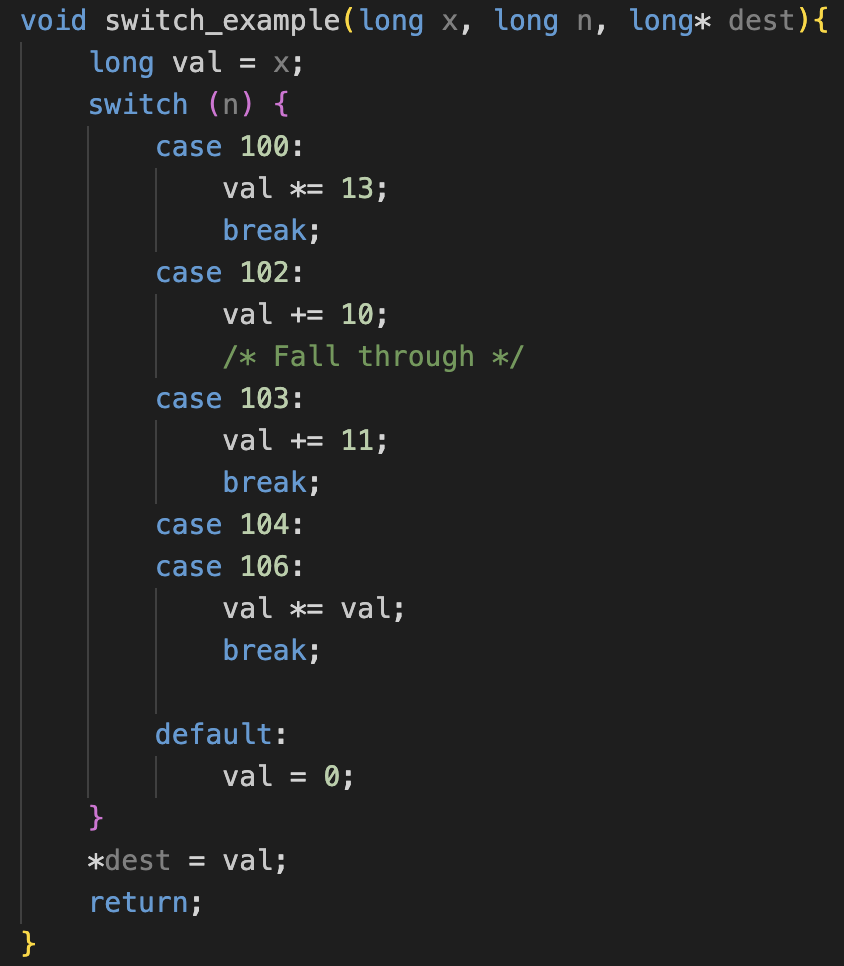 void switch_example(long x, long n, long* dest){
    long val = x;
    switch (n) {
        case 100:
            val *= 13;
            break;
        case 102:
            val += 10;
            /* Fall through */
        case 103:
            val += 11;
            break;
        case 104:
        case 106:
            val *= val;
            break;

        default:
            val = 0;
    }
    *dest = val;
    return;
}